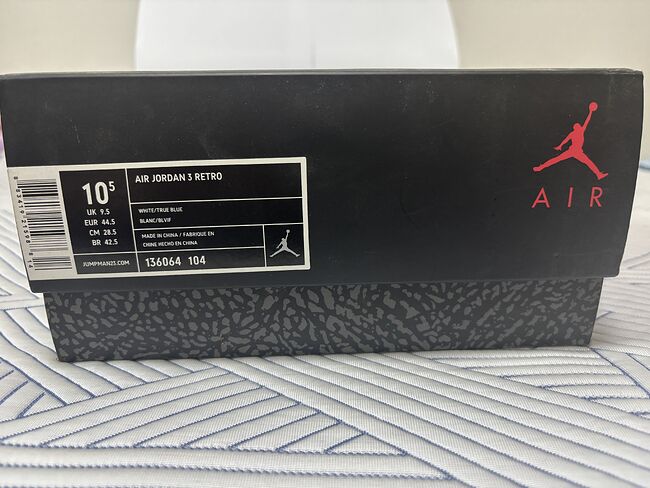 10⁵
UK 9.5
EUR 44.5
CM 28.5
BR 42.5
JUMPMAN23.COM
AIR JORDAN 3 RETRO
WHITE/TRUE BLUE
BLANC/BLVIF
MADE IN CHINA / FABRIQUE EN
CHINE HECHO EN CHINA
136064 104
AIR